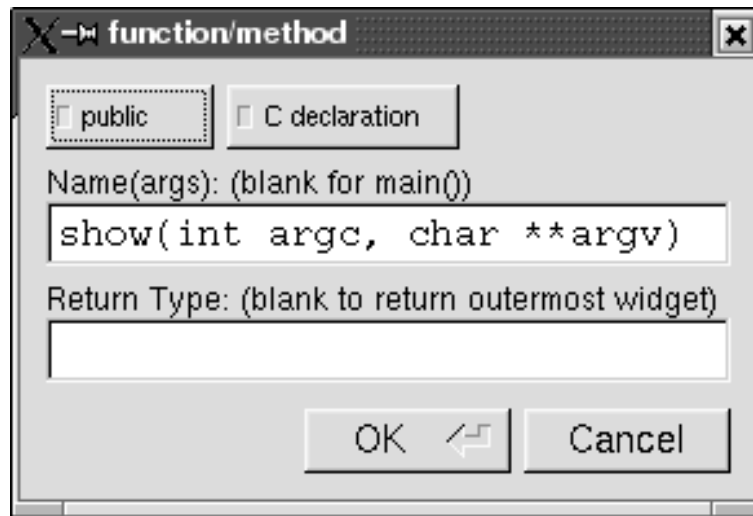 function/method
public
C declaration
Name(args): (blank for main())
show(int argc, char **argv)
Return Type: (blank to return outermost widget)
OK
Cancel